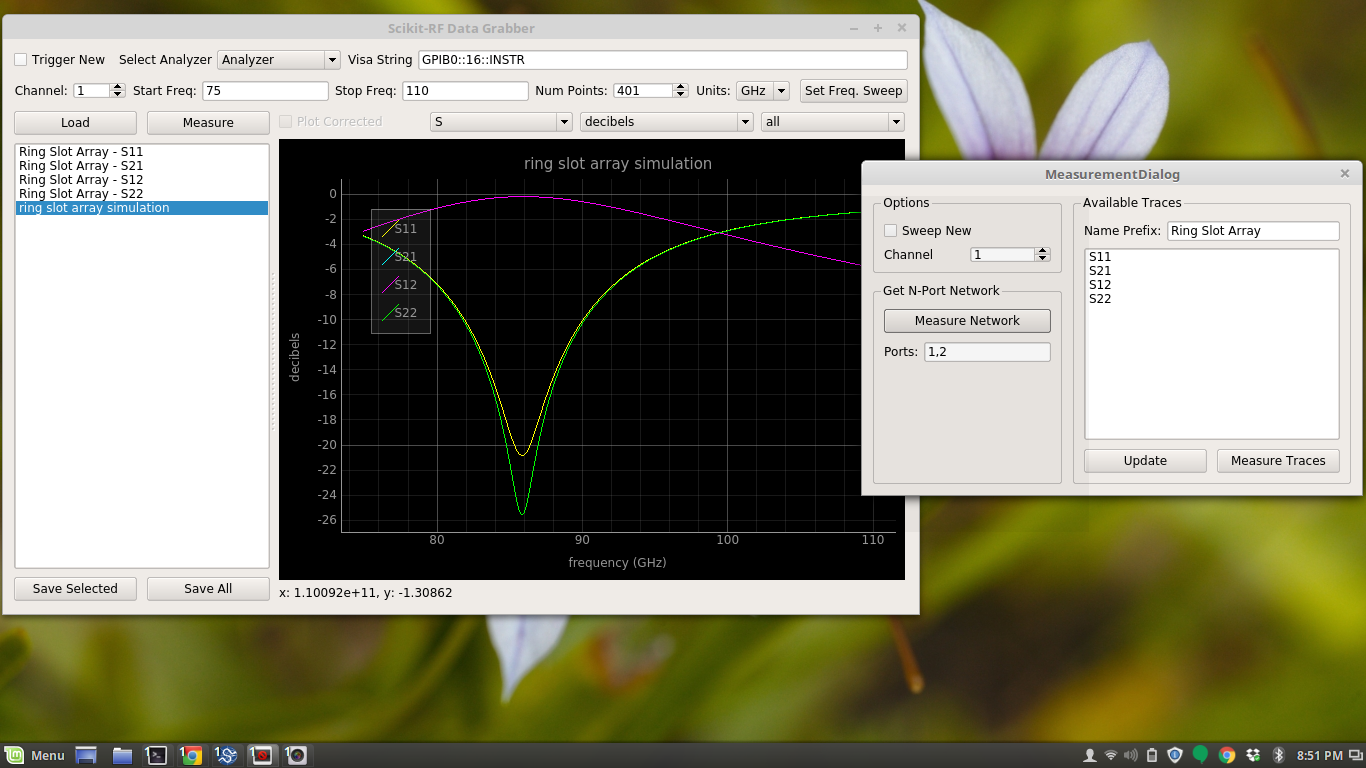 Scikit-RF Data Grabber
Trigger New Select Analyzer Analyzer Visa String GPIB0::16::INSTR
Channel: 1 Start Freq: 75 Stop Freq: 110 Num Points: 401 Units: GHz Set Freq. Sweep
Load Measure Plot Corrected S decibels all
Ring Slot Array - S11
Ring Slot Array - S21
Ring Slot Array - S12
Ring Slot Array - S22
ring slot array simulation
ring slot array simulation
0
-2
-4
-6
-8
-10
-12
-14
-16
-18
-20
-22
-24
-26
decibels
S11
S21
S12
S22
80 90 100 110
frequency (GHz)
Save Selected Save All
x: 1.10092e+11, y: -1.30862
MeasurementDialog
Options
Sweep New
Channel 1
Get N-Port Network
Measure Network
Ports: 1,2
Available Traces
Name Prefix: Ring Slot Array
S11
S21
S12
S22
Update Measure Traces
Menu 1 1 1 1 1 8:51 PM